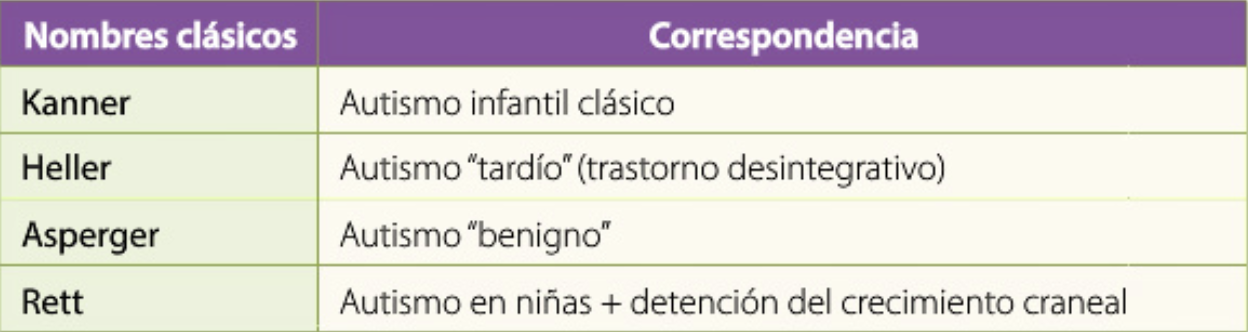 Nombres clásicos Correspondencia
Kanner Autismo infantil clásico
Heller Autismo “tardío” (trastorno desintegrativo)
Asperger Autismo “benigno”
Rett Autismo en niñas + detención del crecimiento craneal